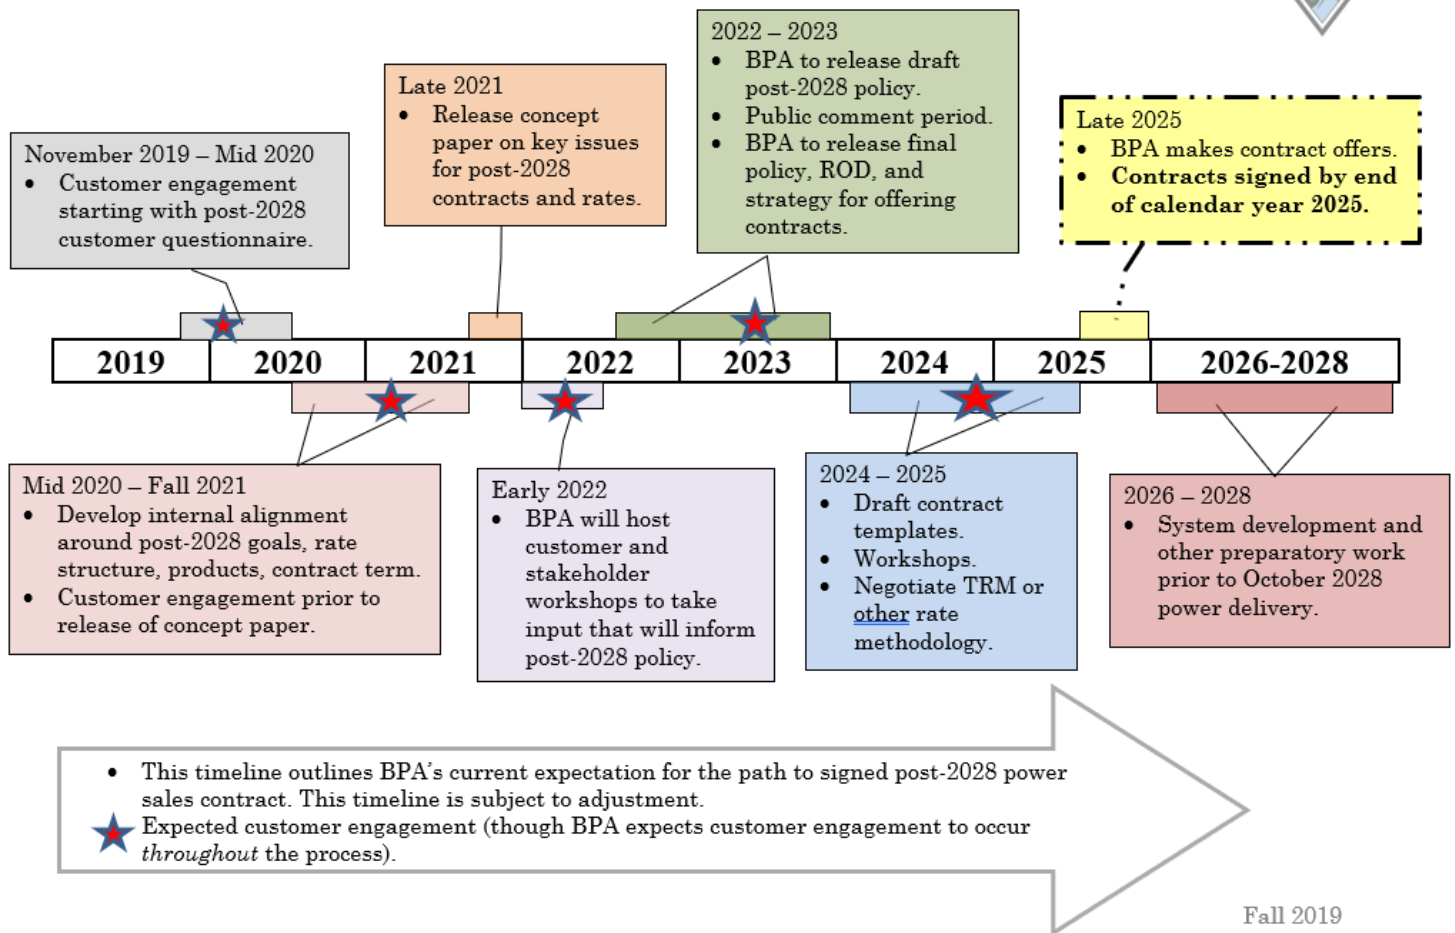 November 2019 – Mid 2020
• Customer engagement
starting with post-2028
customer questionnaire.
Late 2021
• Release concept
paper on key issues
for post-2028
contracts and rates.
2022 – 2023
• BPA to release draft
post-2028 policy.
• Public comment period.
• BPA to release final
policy, ROD, and
strategy for offering
contracts.
Late 2025
• BPA makes contract offers.
• Contracts signed by end
of calendar year 2025.
2019 2020 2021 2022 2023 2024 2025 2026-2028
Mid 2020 – Fall 2021
• Develop internal alignment
around post-2028 goals, rate
structure, products, contract term.
• Customer engagement prior to
release of concept paper.
Early 2022
• BPA will host
customer and
stakeholder
workshops to take
input that will inform
post-2028 policy.
2024 – 2025
• Draft contract
templates.
• Workshops.
• Negotiate TRM or
other rate
methodology.
2026 – 2028
• System development and
other preparatory work
prior to October 2028
power delivery.
• This timeline outlines BPA's current expectation for the path to signed post-2028 power
sales contract. This timeline is subject to adjustment.
Expected customer engagement (though BPA expects customer engagement to occur
throughout the process).
Fall 2019